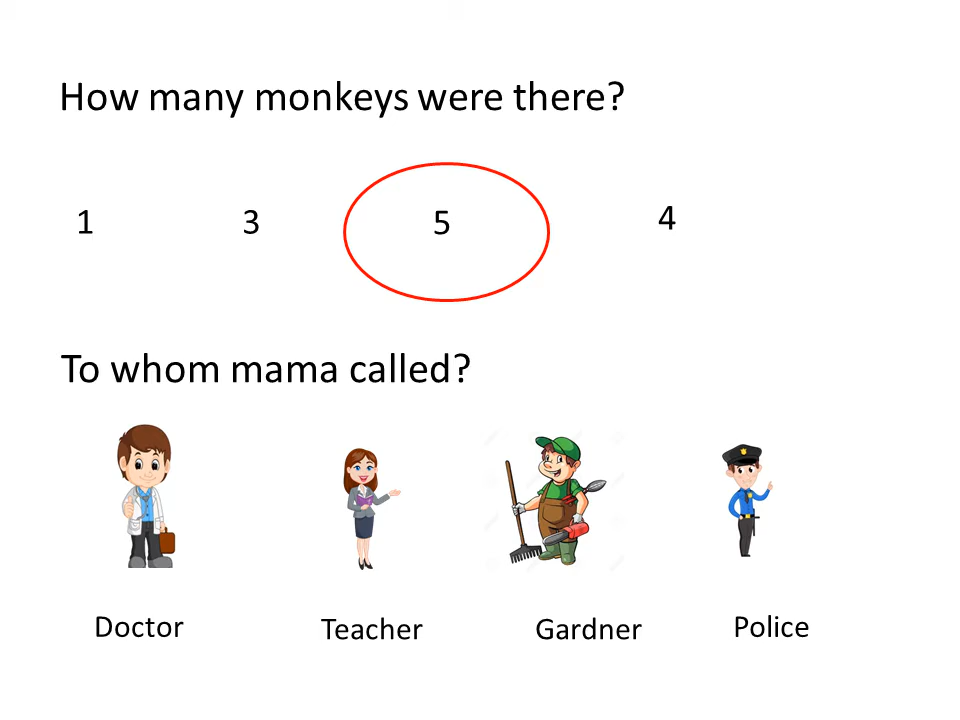 How many monkeys were there?
1 3 5 4
To whom mama called?
Doctor Teacher Gardner Police